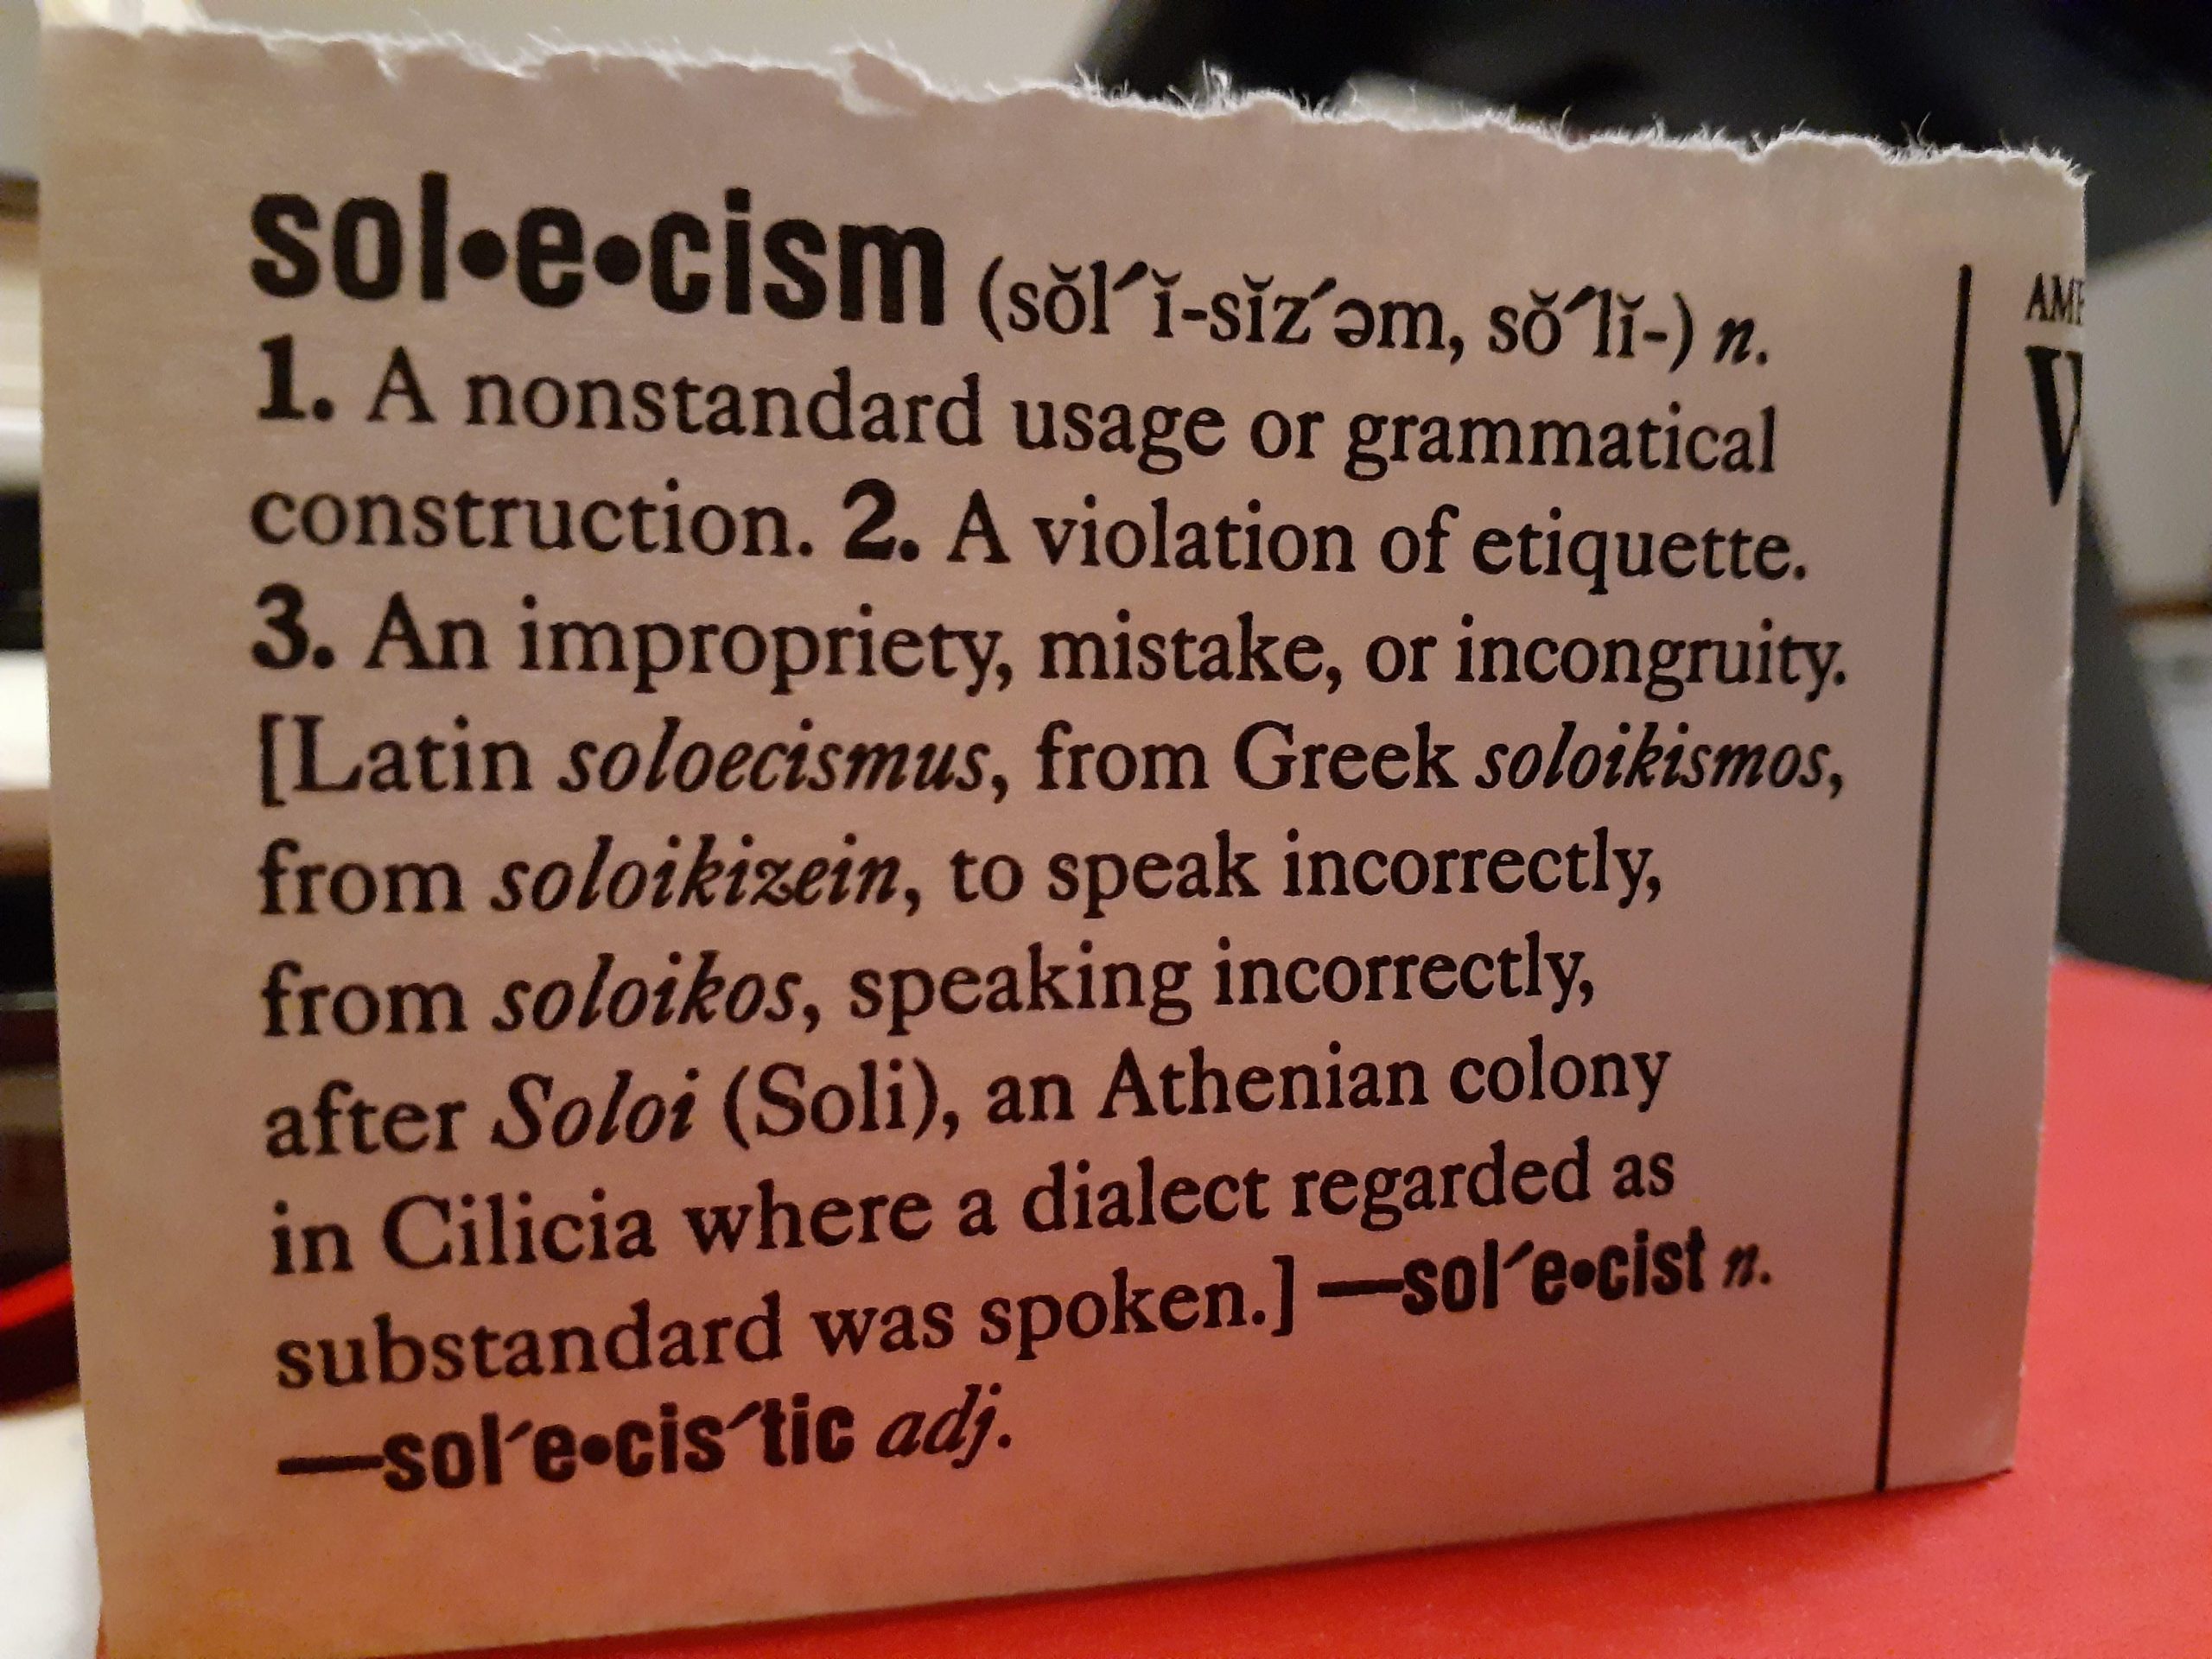 sol•e•cism (sŏl´ĭ-sĭz´əm, sŏ´lĭ-) n.
1. A nonstandard usage or grammatical
construction. 2. A violation of etiquette.
3. An impropriety, mistake, or incongruity.
[Latin soloecismus, from Greek soloikismos,
from soloikizein, to speak incorrectly,
from soloikos, speaking incorrectly,
after Soloi (Soli), an Athenian colony
in Cilicia where a dialect regarded as
substandard was spoken.] —sol´e•cist n.
—sol´e•cis´tic adj.